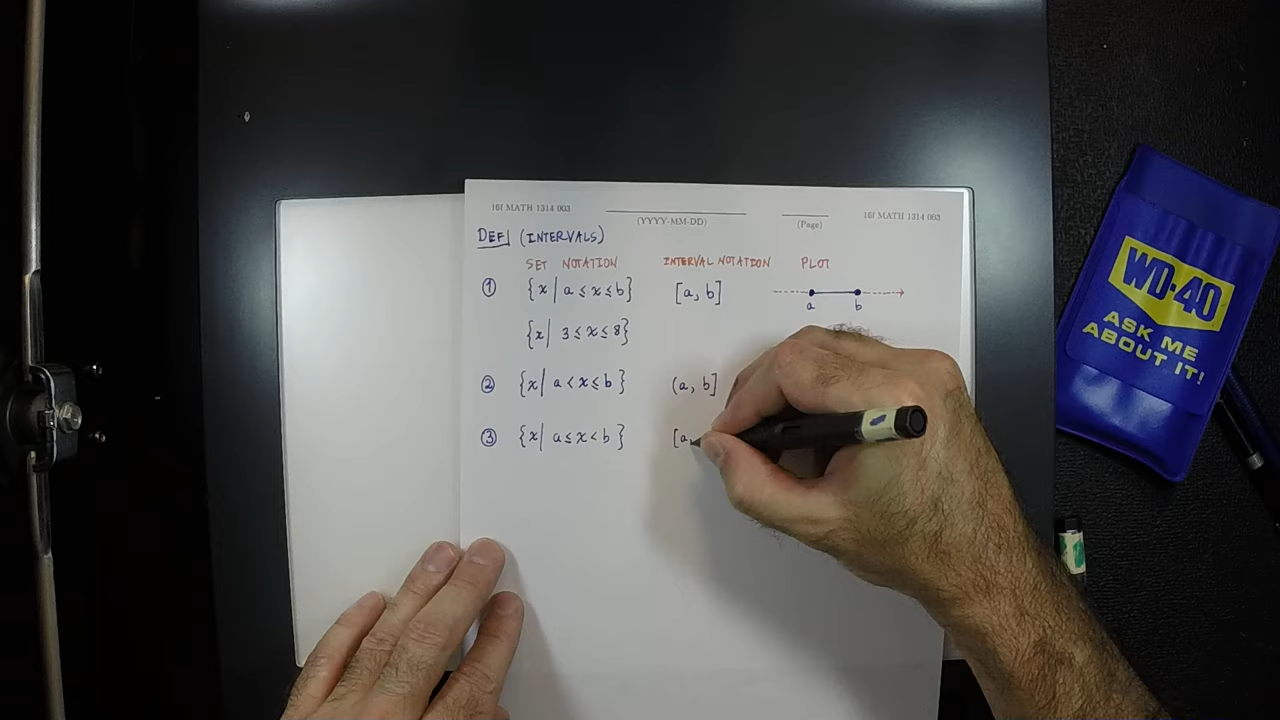 16f MATH 1314 003 (YYYY-MM-DD) (Page) 16f MATH 1314 003
DEF (INTERVALS)
SET NOTATION INTERVAL NOTATION PLOT
① {x | a ≤ x ≤ b} [a, b]
a b
{x | 3 ≤ x ≤ 8}
② {x | a < x ≤ b} (a, b]
③ {x | a ≤ x < b} [a,
WD-40
ASK ME
ABOUT IT!